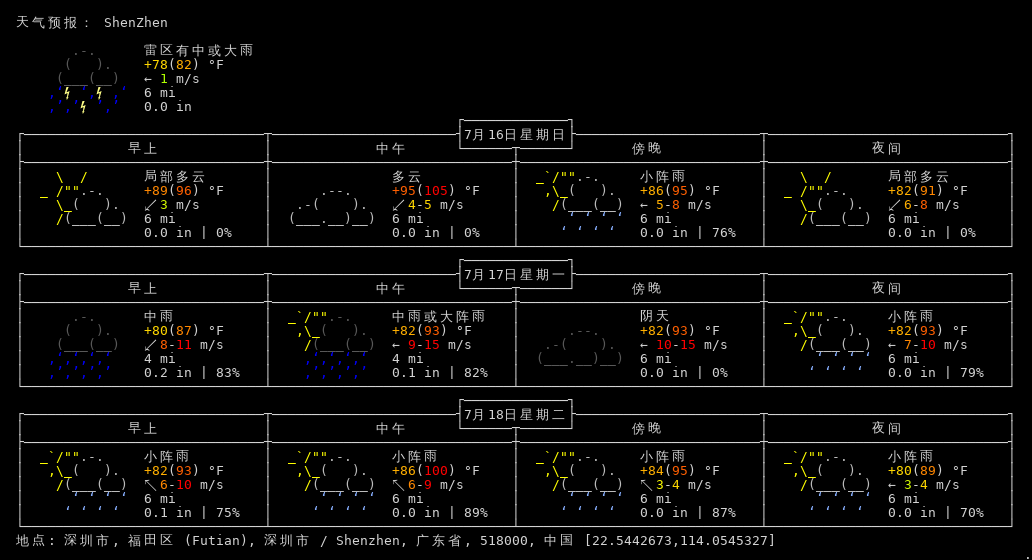 天气预报： ShenZhen
雷区有中或大雨
+78(82) °F
← 1 m/s
6 mi
0.0 in
7月16日星期日
早上 中午 傍晚 夜间
局部多云 多云 小阵雨 局部多云
+89(96) °F +95(105) °F +86(95) °F +82(91) °F
↙ 3 m/s ↙ 4-5 m/s ← 5-8 m/s ↙ 6-8 m/s
6 mi 6 mi 6 mi 6 mi
0.0 in | 0% 0.0 in | 0% 0.0 in | 76% 0.0 in | 0%
7月17日星期一
早上 中午 傍晚 夜间
中雨 中雨或大阵雨 阴天 小阵雨
+80(87) °F +82(93) °F +82(93) °F +82(93) °F
↙ 8-11 m/s ← 9-15 m/s ← 10-15 m/s ← 7-10 m/s
4 mi 4 mi 6 mi 6 mi
0.2 in | 83% 0.1 in | 82% 0.0 in | 0% 0.0 in | 79%
7月18日星期二
早上 中午 傍晚 夜间
小阵雨 小阵雨 小阵雨 小阵雨
+82(93) °F +86(100) °F +84(95) °F +80(89) °F
↖ 6-10 m/s ↖ 6-9 m/s ↖ 3-4 m/s ← 3-4 m/s
6 mi 6 mi 6 mi 6 mi
0.1 in | 75% 0.0 in | 89% 0.0 in | 87% 0.0 in | 70%
地点: 深圳市, 福田区 (Futian), 深圳市 / Shenzhen, 广东省, 518000, 中国 [22.5442673,114.0545327]